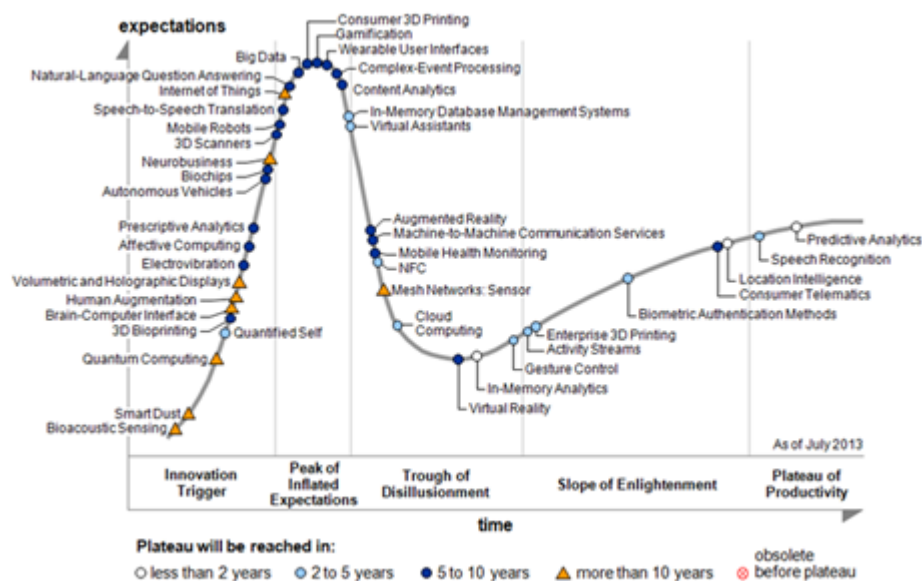 expectations
Consumer 3D Printing
Gamification
Wearable User Interfaces
Big Data
Complex-Event Processing
Natural-Language Question Answering
Internet of Things
Content Analytics
Speech-to-Speech Translation
In-Memory Database Management Systems
Virtual Assistants
Mobile Robots
3D Scanners
Neurobusiness
Biochips
Autonomous Vehicles
Prescriptive Analytics
Affective Computing
Electrovibration
Volumetric and Holographic Displays
Human Augmentation
Brain-Computer Interface
3D Bioprinting
Quantified Self
Quantum Computing
Smart Dust
Bioacoustic Sensing
Augmented Reality
Machine-to-Machine Communication Services
Mobile Health Monitoring
NFC
Mesh Networks: Sensor
Cloud
Computing
Virtual Reality
In-Memory Analytics
Gesture Control
Activity Streams
Enterprise 3D Printing
Biometric Authentication Methods
Consumer Telematics
Location Intelligence
Speech Recognition
Predictive Analytics
As of July 2013
Innovation
Trigger
Peak of
Inflated
Expectations
Trough of
Disillusionment
Slope of Enlightenment
Plateau of
Productivity
time
Plateau will be reached in:
less than 2 years
2 to 5 years
5 to 10 years
more than 10 years
obsolete
before plateau